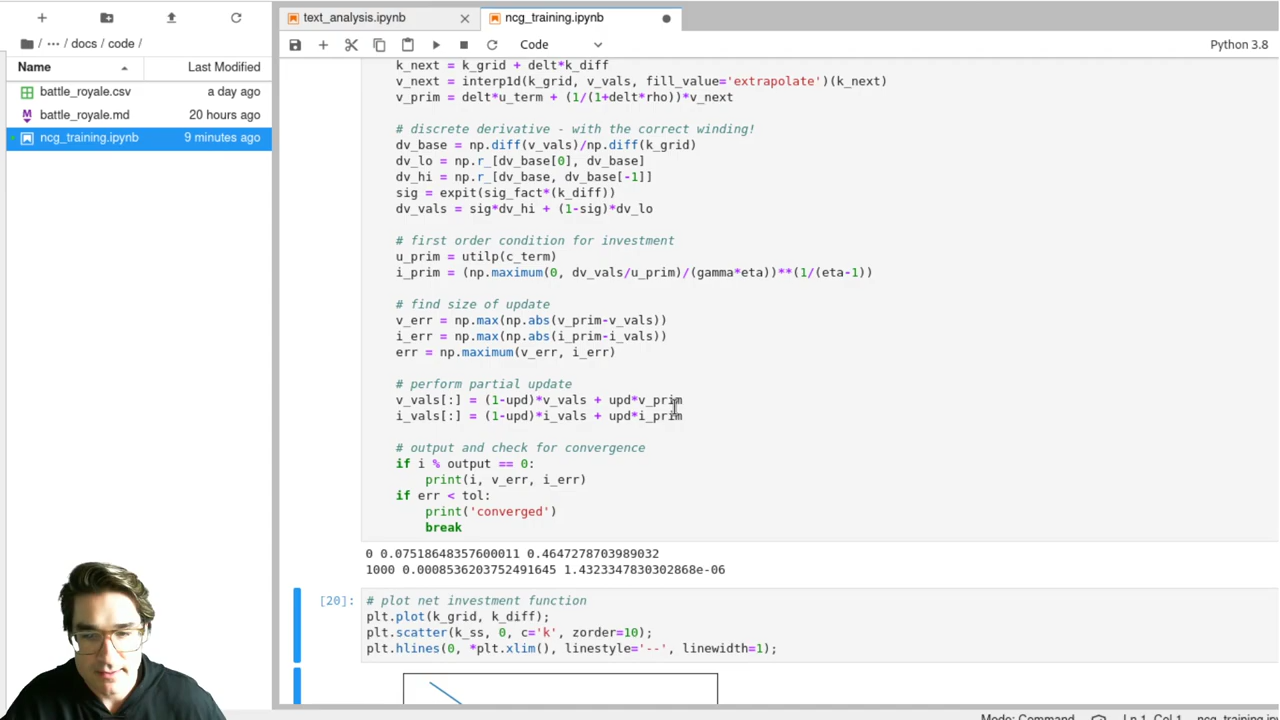 text_analysis.ipynb
ncg_training.ipynb
/ ··· / docs / code /
Code
Python 3.8
Name
Last Modified
battle_royale.csv
a day ago
battle_royale.md
20 hours ago
ncg_training.ipynb
9 minutes ago
k_next = k_grid + delt*k_diff
v_next = interp1d(k_grid, v_vals, fill_value='extrapolate')(k_next)
v_prim = delt*u_term + (1/(1+delt*rho))*v_next
# discrete derivative - with the correct winding!
dv_base = np.diff(v_vals)/np.diff(k_grid)
dv_lo = np.r_[dv_base[0], dv_base]
dv_hi = np.r_[dv_base, dv_base[-1]]
sig = expit(sig_fact*(k_diff))
dv_vals = sig*dv_hi + (1-sig)*dv_lo
# first order condition for investment
u_prim = utilp(c_term)
i_prim = (np.maximum(0, dv_vals/u_prim)/(gamma*eta))**(1/(eta-1))
# find size of update
v_err = np.max(np.abs(v_prim-v_vals))
i_err = np.max(np.abs(i_prim-i_vals))
err = np.maximum(v_err, i_err)
# perform partial update
v_vals[:] = (1-upd)*v_vals + upd*v_prim
i_vals[:] = (1-upd)*i_vals + upd*i_prim
# output and check for convergence
if i % output == 0:
print(i, v_err, i_err)
if err < tol:
print('converged')
break
0 0.07518648357600011 0.4647278703989032
1000 0.0008536203752491645 1.4323347830302868e-06
[20]:
# plot net investment function
plt.plot(k_grid, k_diff);
plt.scatter(k_ss, 0, c='k', zorder=10);
plt.hlines(0, *plt.xlim(), linestyle='--', linewidth=1);
Mode: Command
Ln 1, Col 1